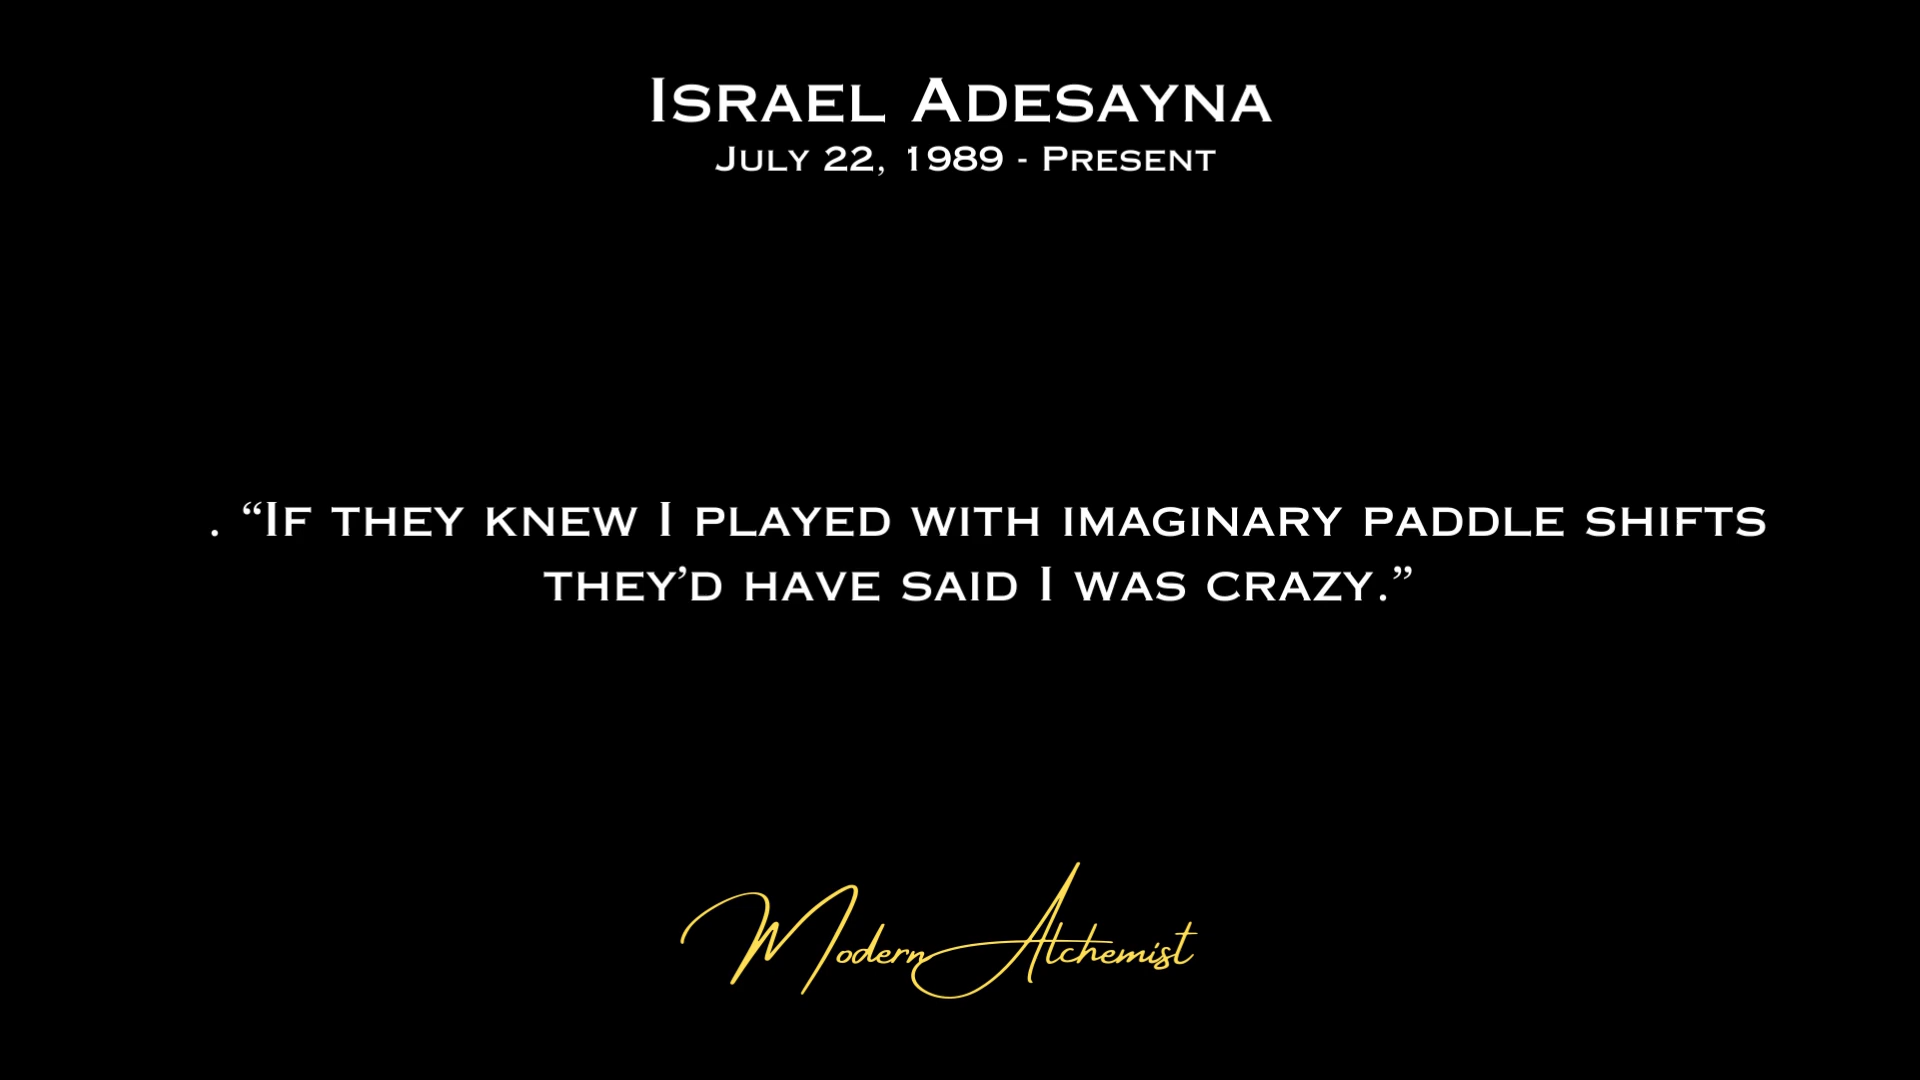 Israel Adesayna
July 22, 1989 - Present
. “If they knew I played with imaginary paddle shifts
they’d have said I was crazy.”
Modern Alchemist